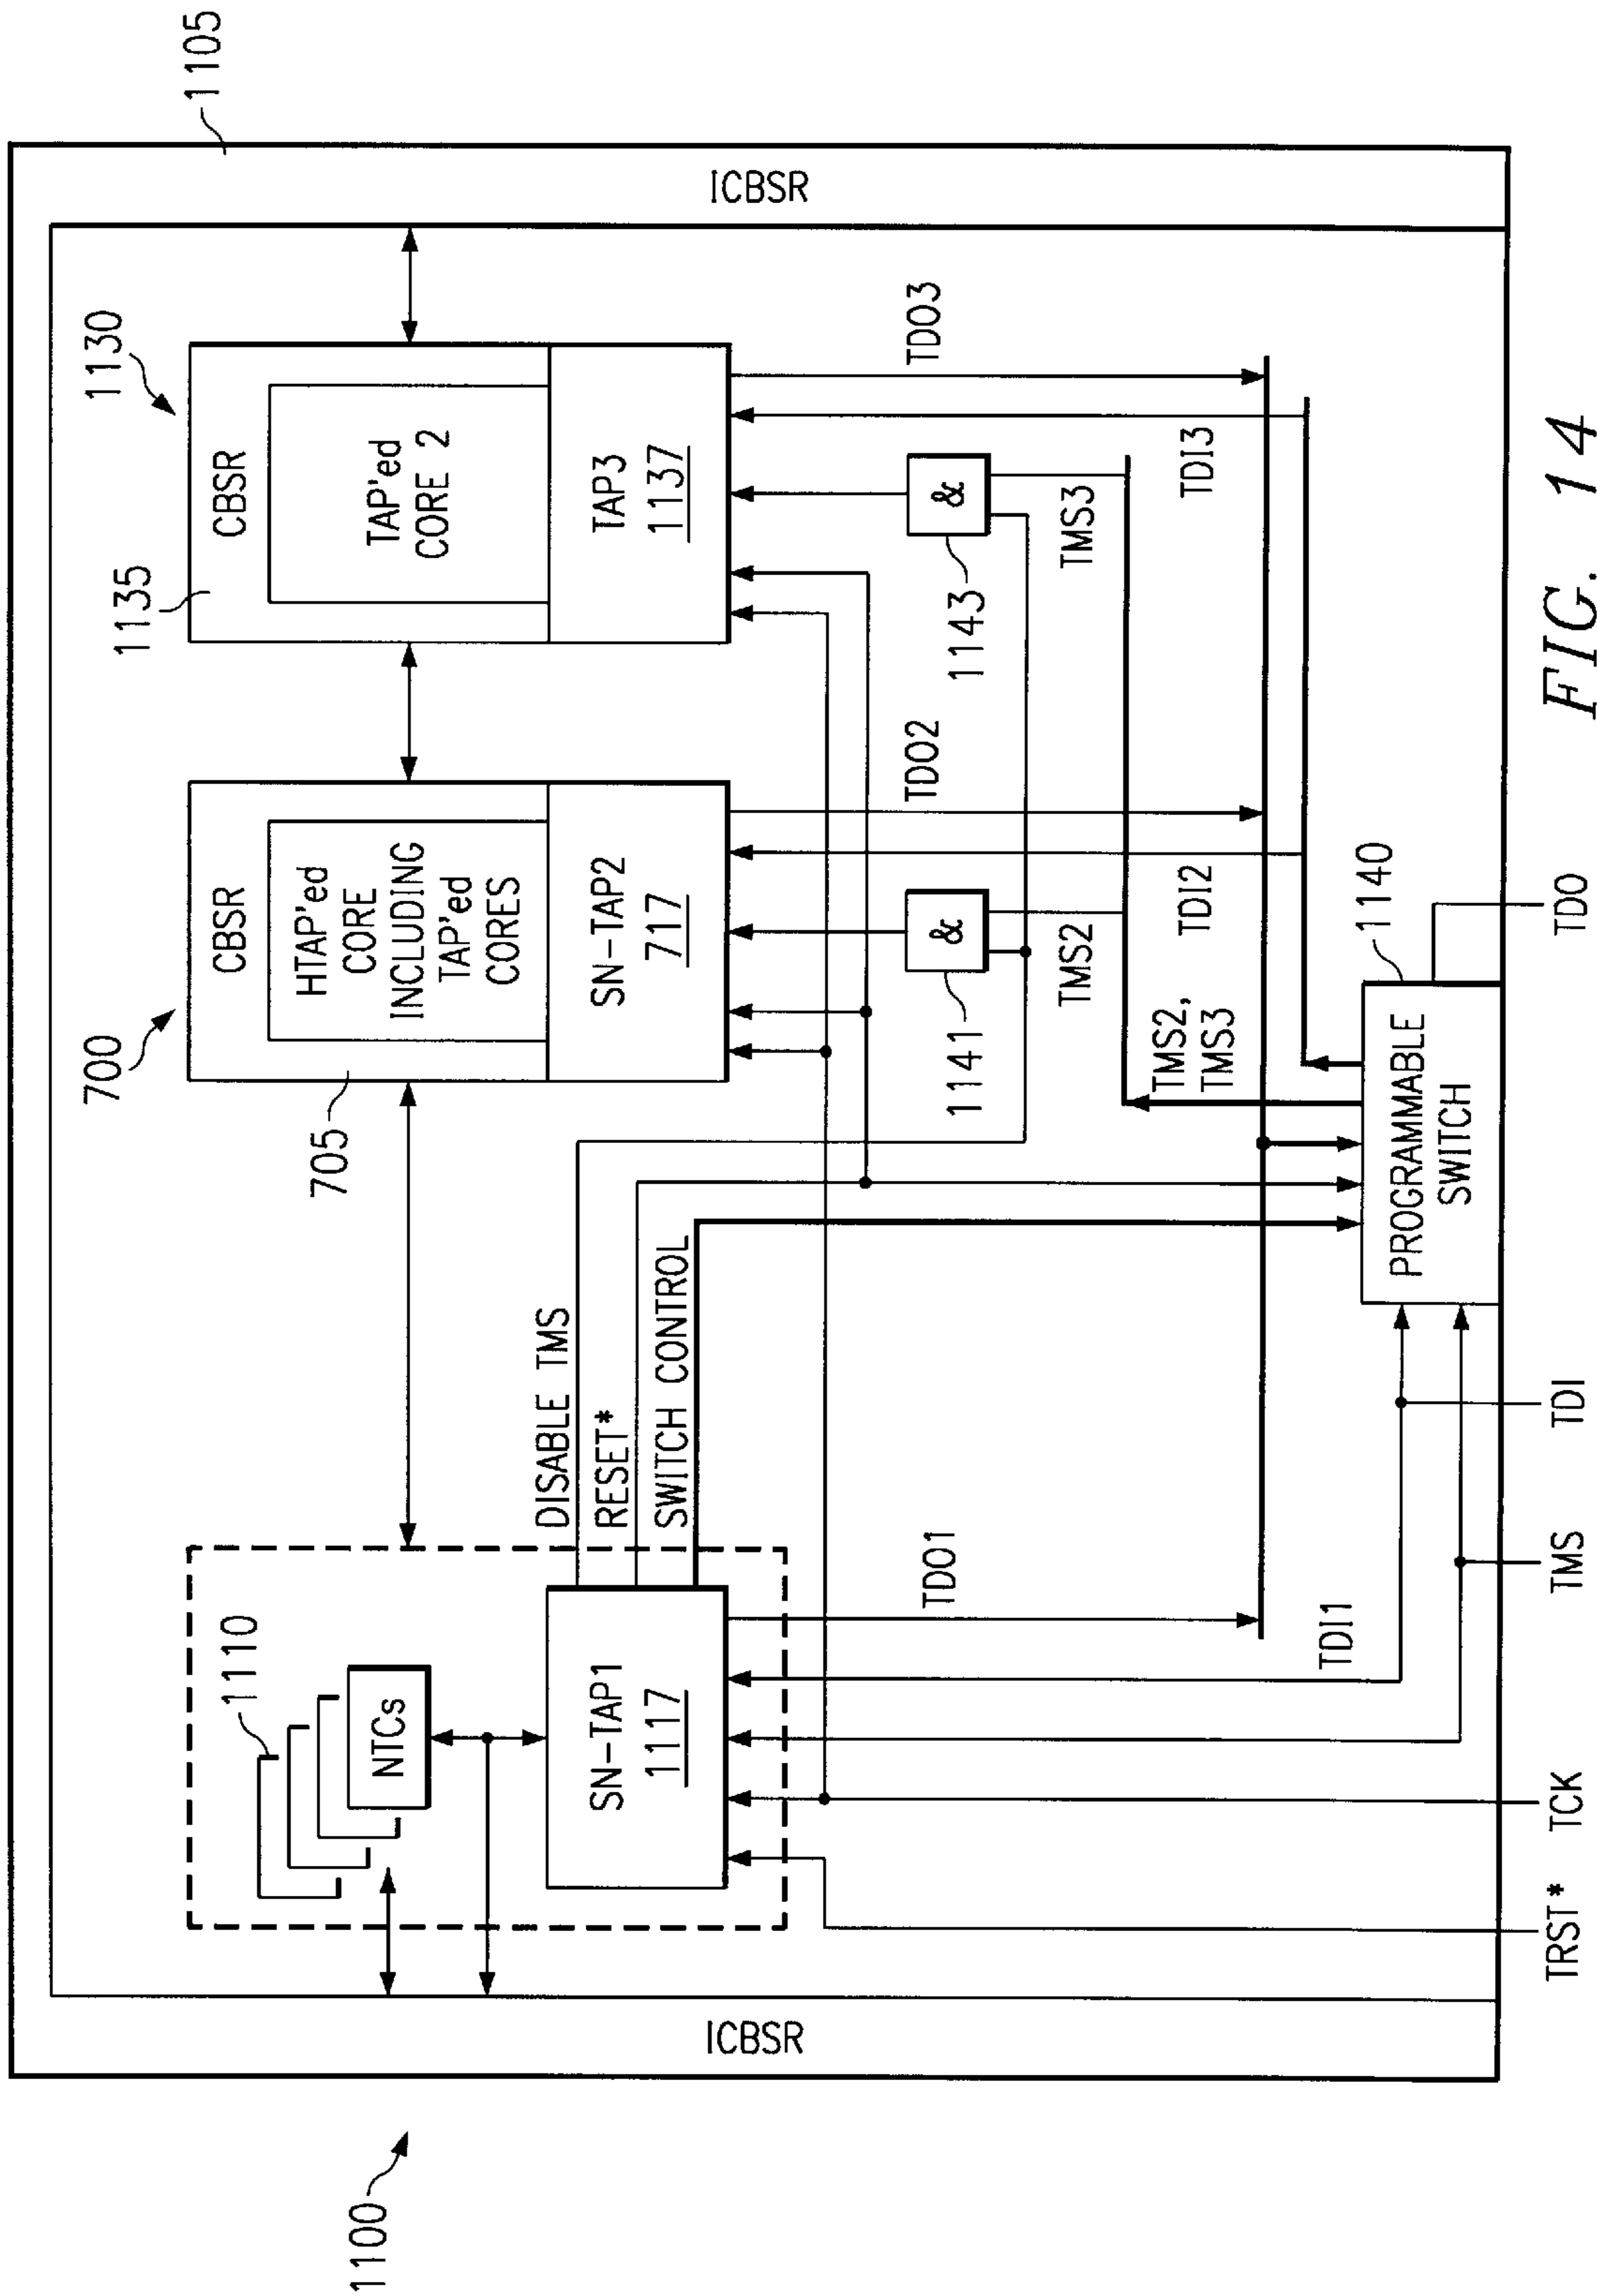 1100
1105
ICBSR
ICBSR
1110
NTCs
SN-TAP1
1117
DISABLE TMS
RESET*
SWITCH CONTROL
TDO1
TDI1
700
705
CBSR
HTAP'ed
CORE
INCLUDING
TAP'ed
CORES
SN-TAP2
717
TDO2
1141
&
TMS2
TDI2
TMS2,
TMS3
1130
1135
CBSR
TAP'ed
CORE 2
TAP3
1137
TDO3
1143
&
TMS3
TDI3
1140
PROGRAMMABLE
SWITCH
TRST*
TCK
TMS
TDI
TDO
FIG. 14